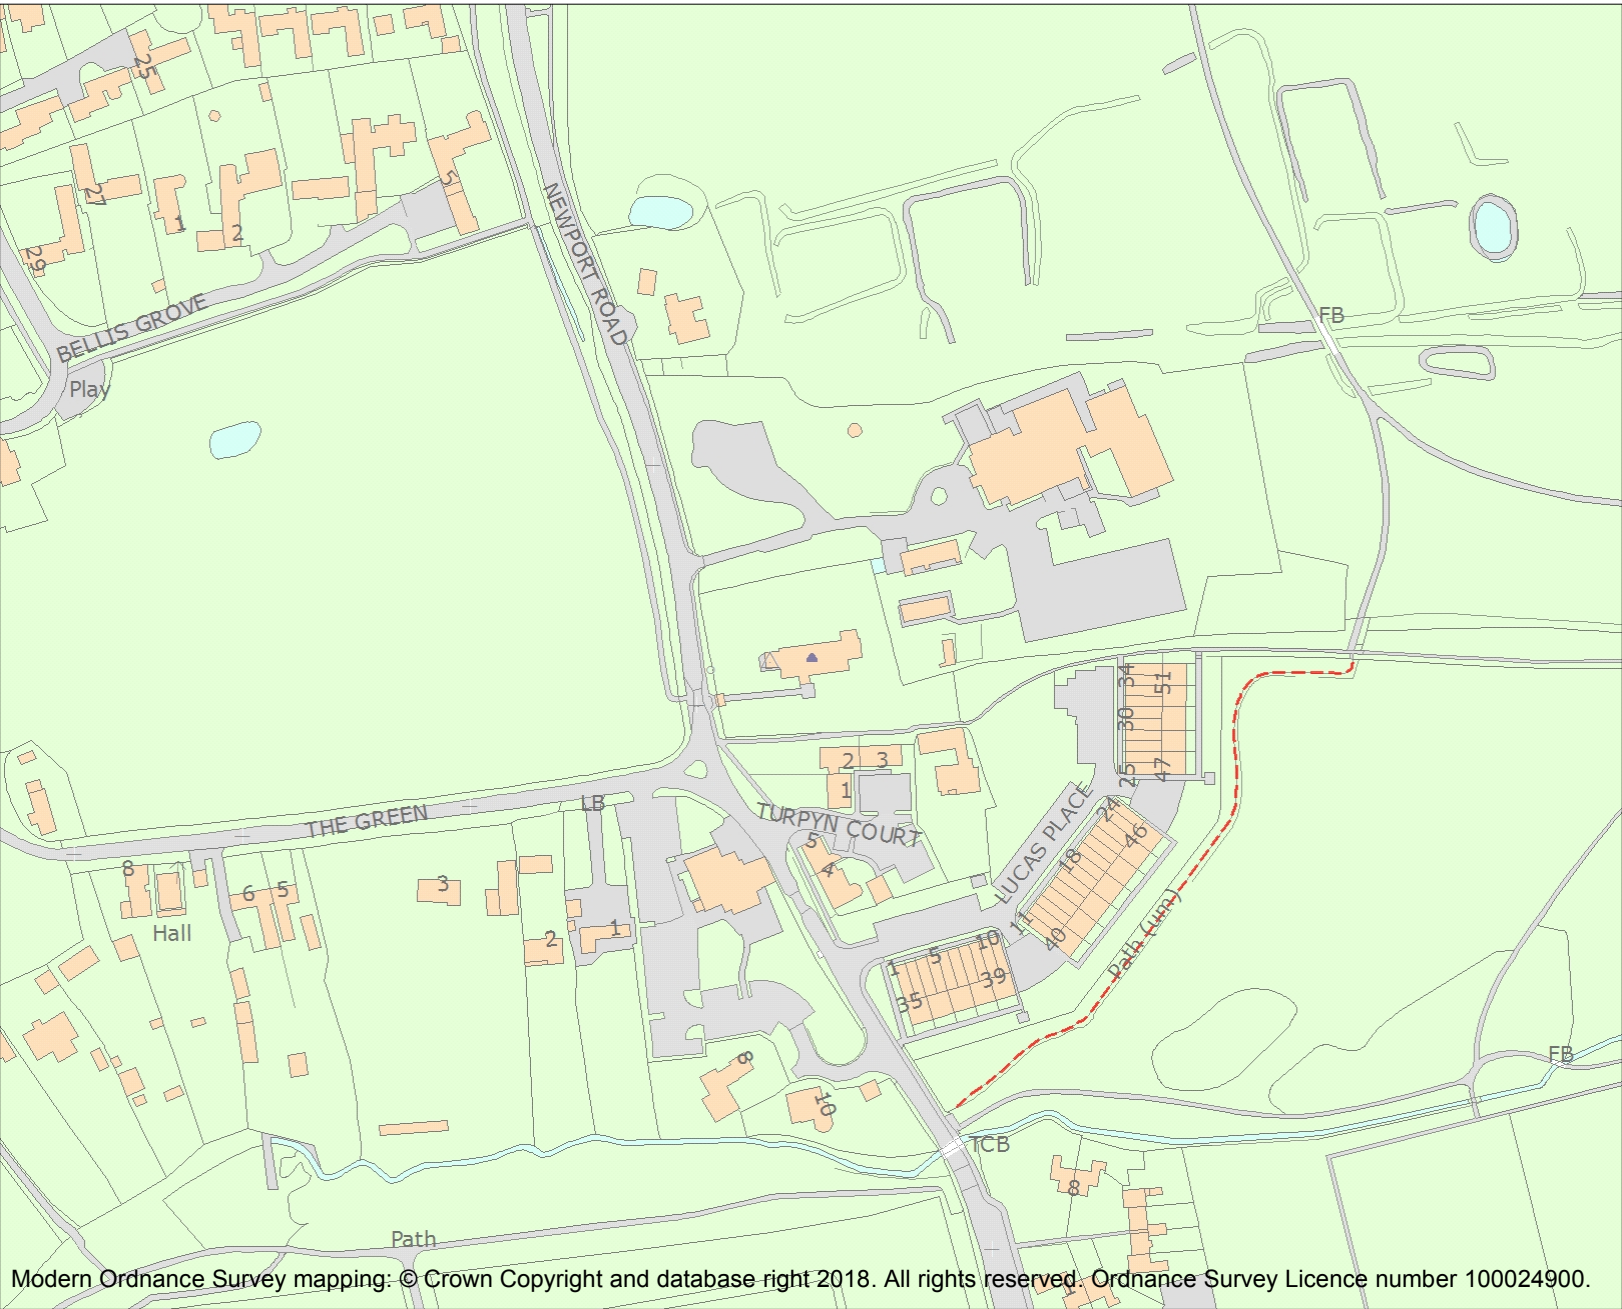 25
27
1
2
5
29
NEWPORT ROAD
BELLIS GROVE
Play
FB
34
51
30
25
47
2
3
1
LB
THE GREEN
TURPYN COURT
5
4
LUCAS PLACE
24
46
18
11
40
8
6
5
3
Hall
2
1
1
5
10
35
39
Path (um)
8
10
FB
TCB
8
Path
1
Modern Ordnance Survey mapping: © Crown Copyright and database right 2018. All rights reserved. Ordnance Survey Licence number 100024900.